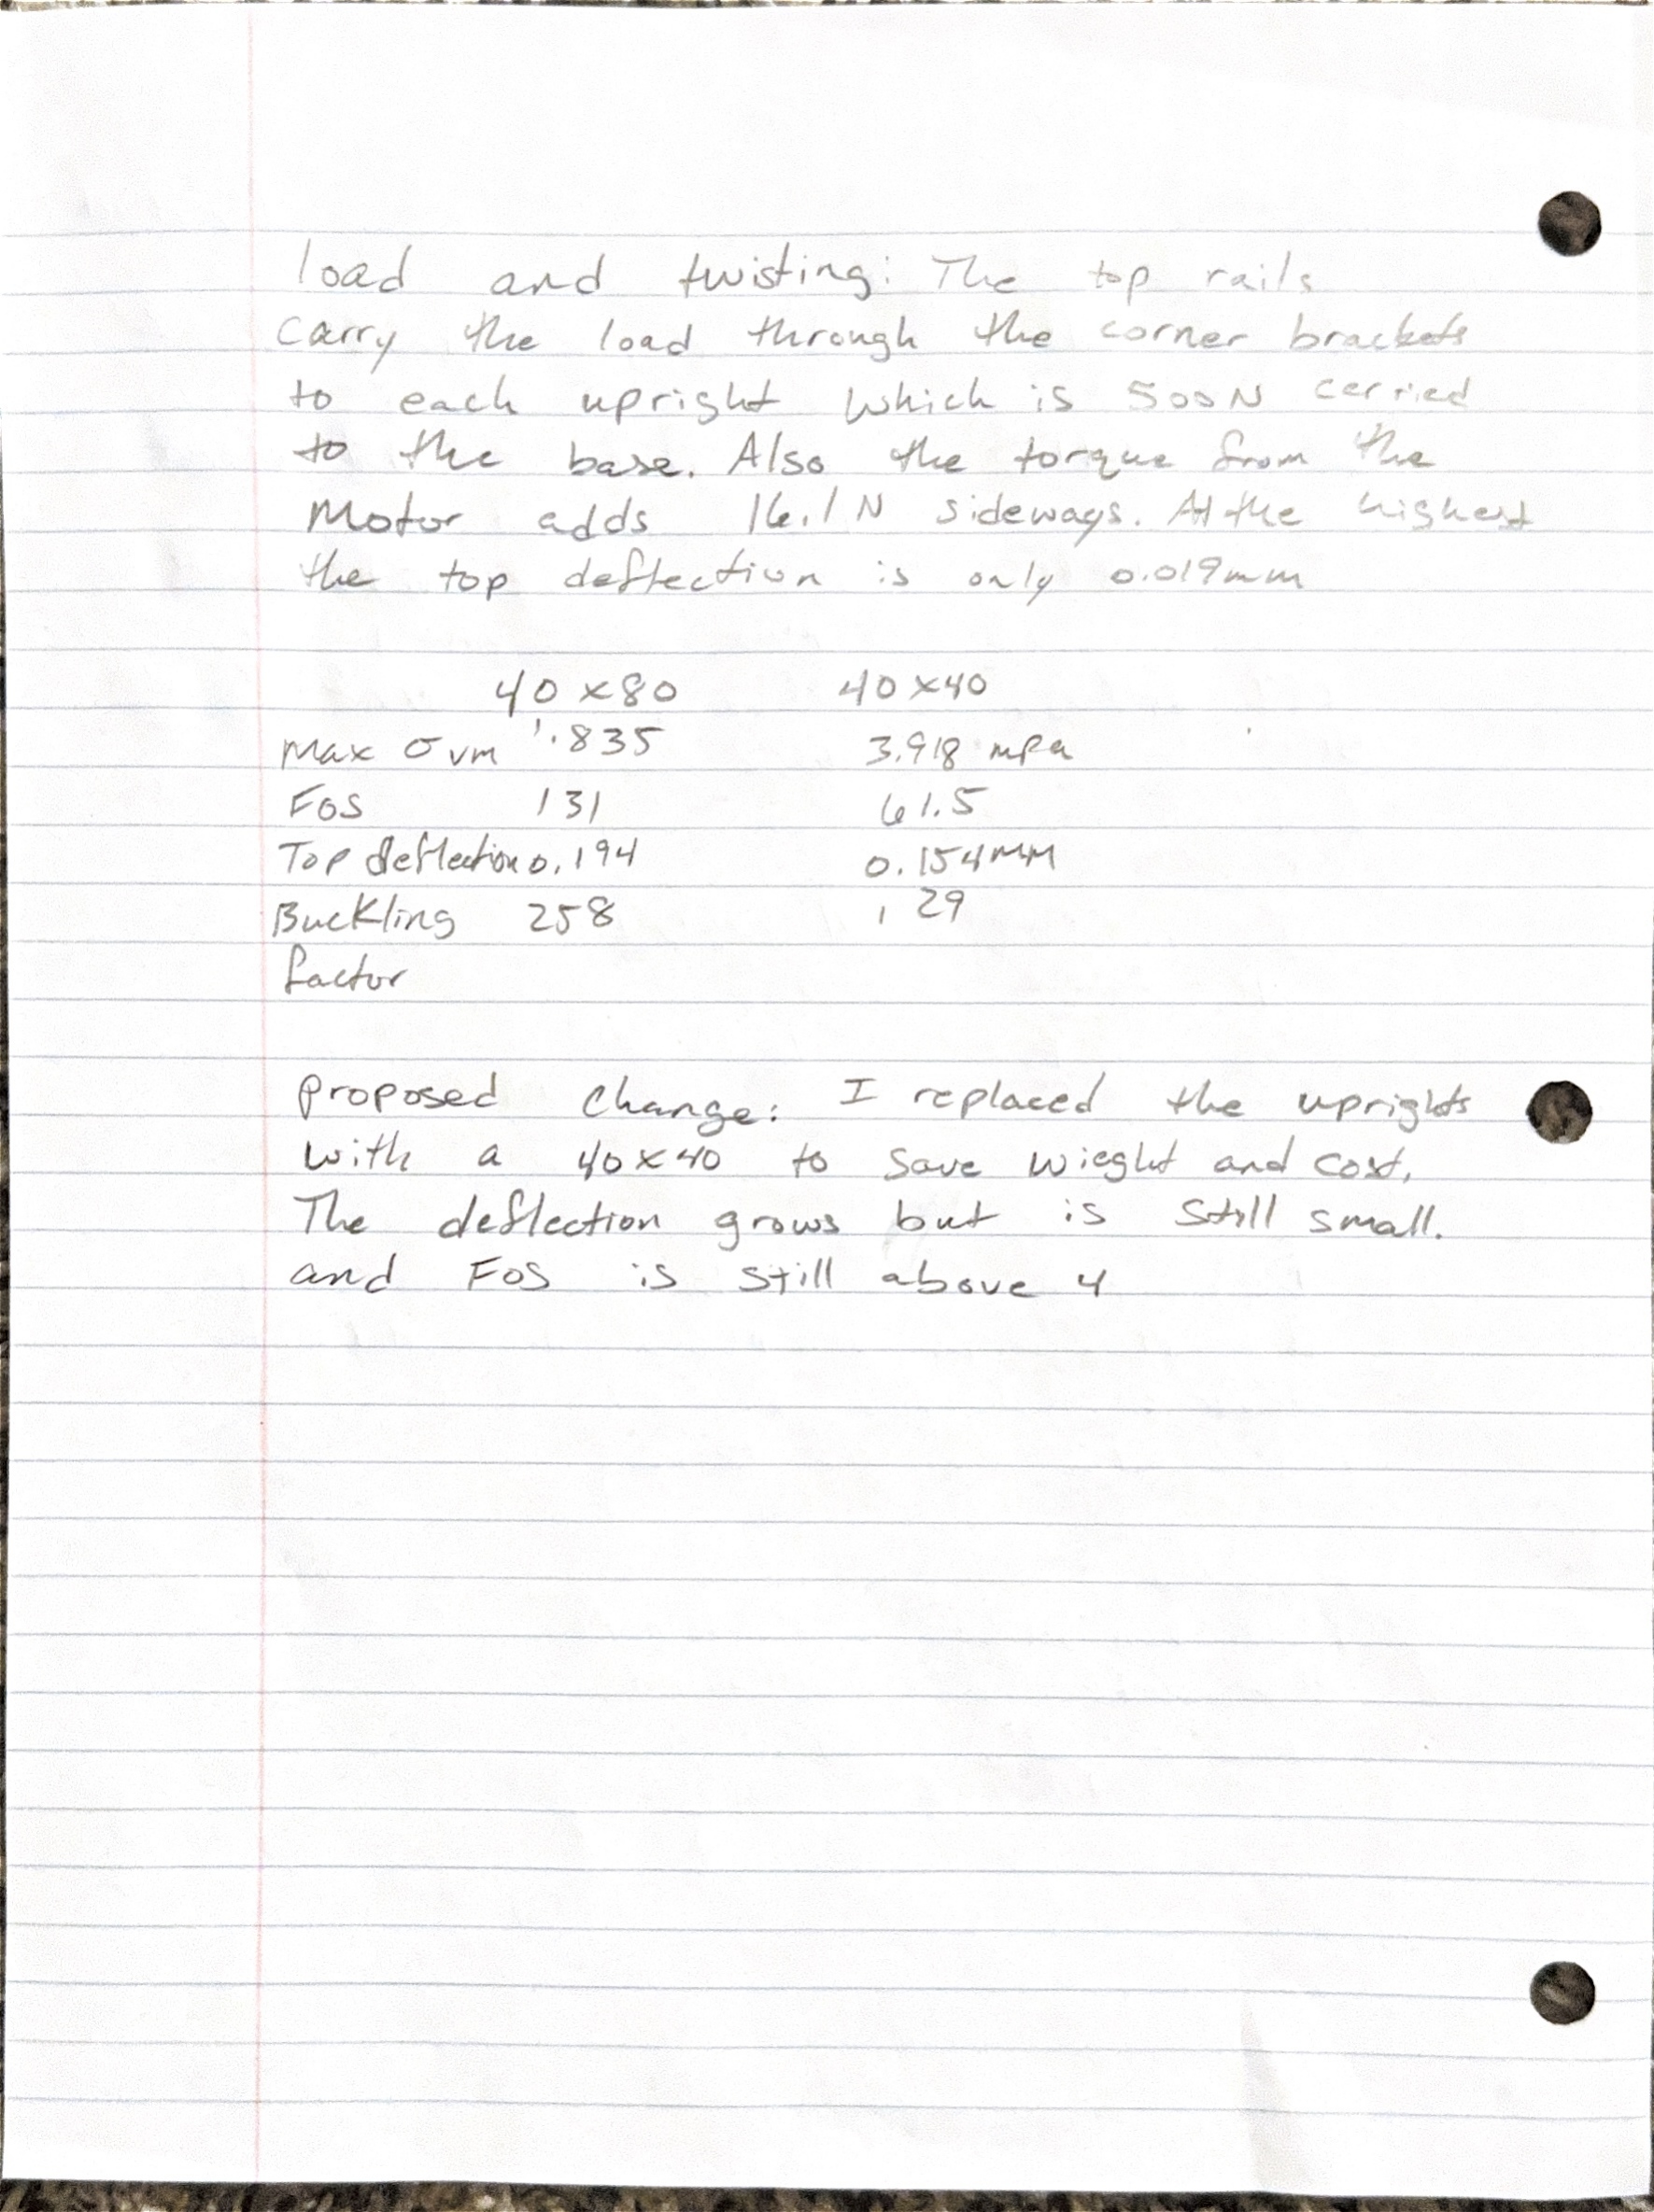 load and twisting: The top rails
carry the load through the corner brackets
to each upright which is 500N carried
to the base. Also the torque from the
Motor adds 16.1N sideways. At the highest
the top deflection is only 0.019mm
40x80 40x40
Max σvm 1.835 3.918 mpa
FOS 131 61.5
Top deflection 0.194 0.154MM
Buckling 258 129
factor
proposed change: I replaced the uprights
with a 40x40 to save wieght and cost.
The deflection grows but is still small.
and FOS is still above 4